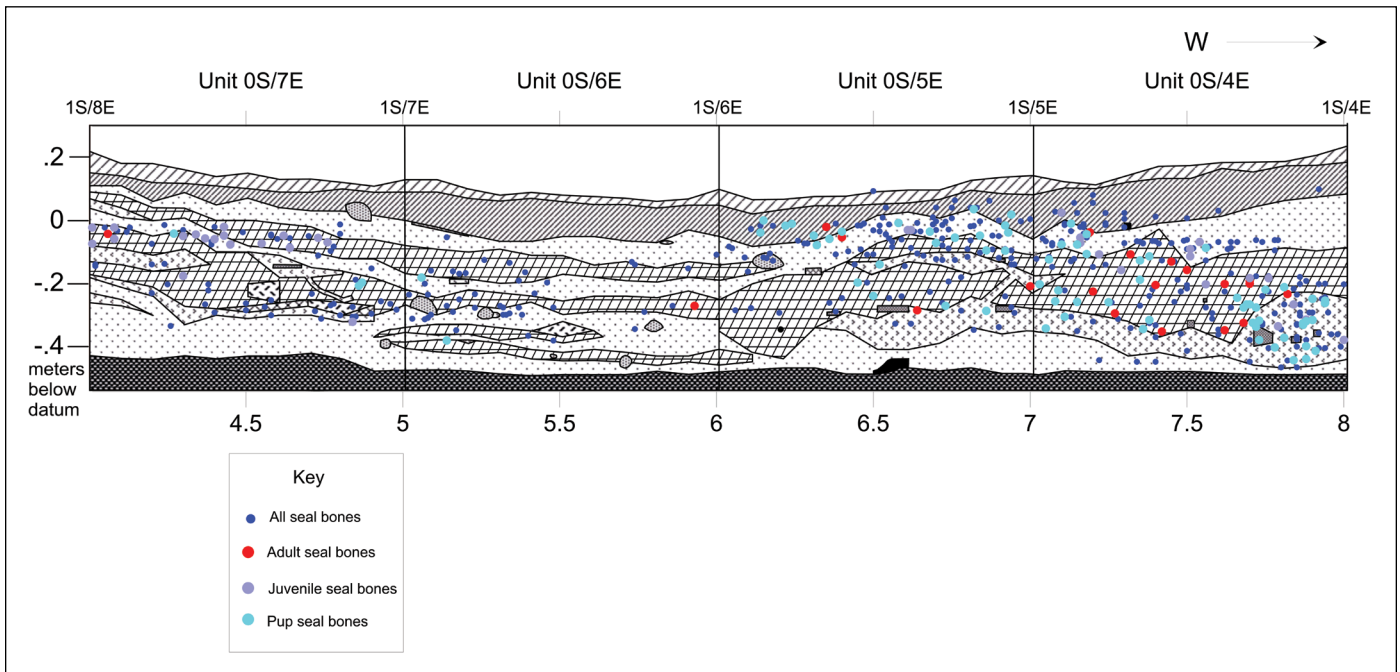 W
Unit 0S/7E Unit 0S/6E Unit 0S/5E Unit 0S/4E
1S/8E 1S/7E 1S/6E 1S/5E 1S/4E
.2
0
-.2
-.4
meters
below
datum
4.5 5 5.5 6 6.5 7 7.5 8
Key
All seal bones
Adult seal bones
Juvenile seal bones
Pup seal bones